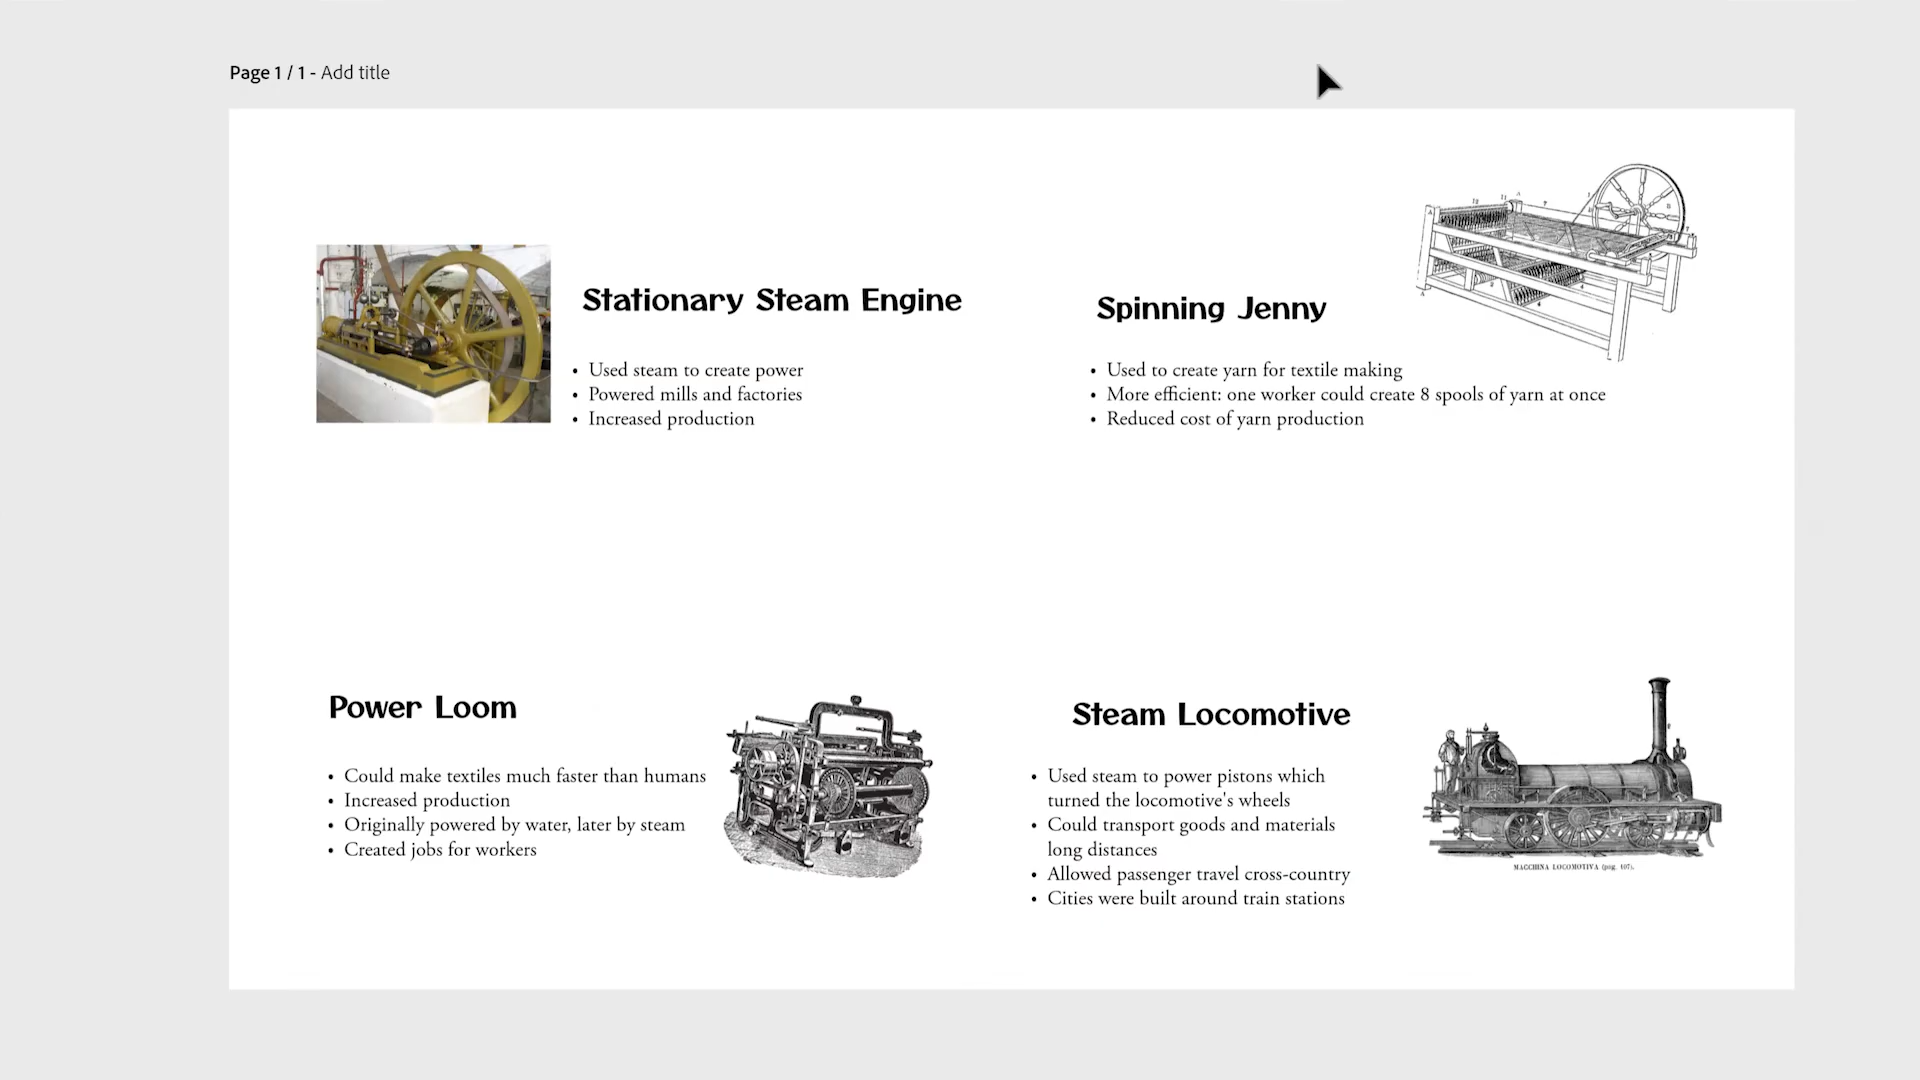 Page 1 / 1 - Add title
Stationary Steam Engine
• Used steam to create power
• Powered mills and factories
• Increased production
Spinning Jenny
• Used to create yarn for textile making
• More efficient: one worker could create 8 spools of yarn at once
• Reduced cost of yarn production
Power Loom
• Could make textiles much faster than humans
• Increased production
• Originally powered by water, later by steam
• Created jobs for workers
Steam Locomotive
• Used steam to power pistons which
turned the locomotive's wheels
• Could transport goods and materials
long distances
• Allowed passenger travel cross-country
• Cities were built around train stations
MACCHINA LOCOMOTIVA (pag. 407).